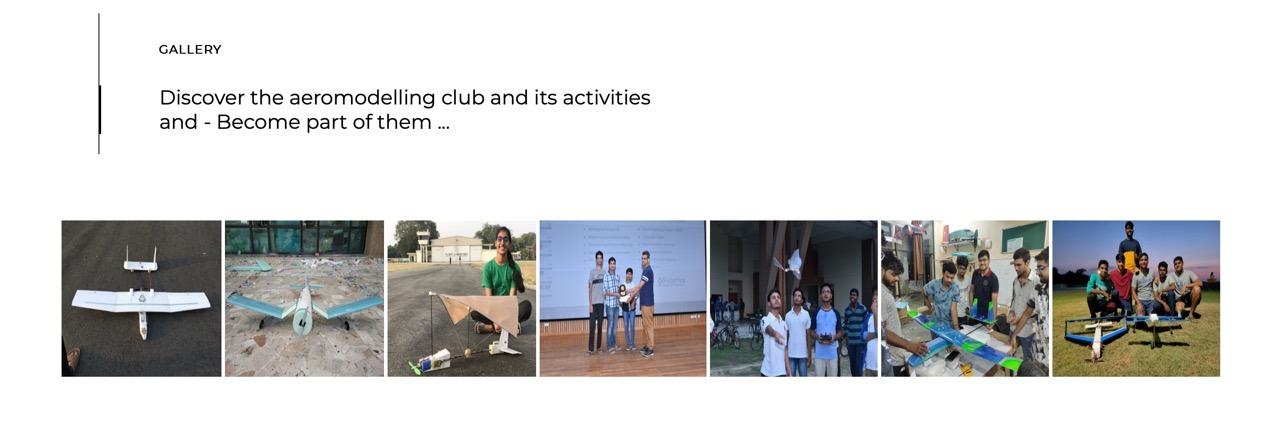 GALLERY
Discover the aeromodelling club and its activities
and - Become part of them ...